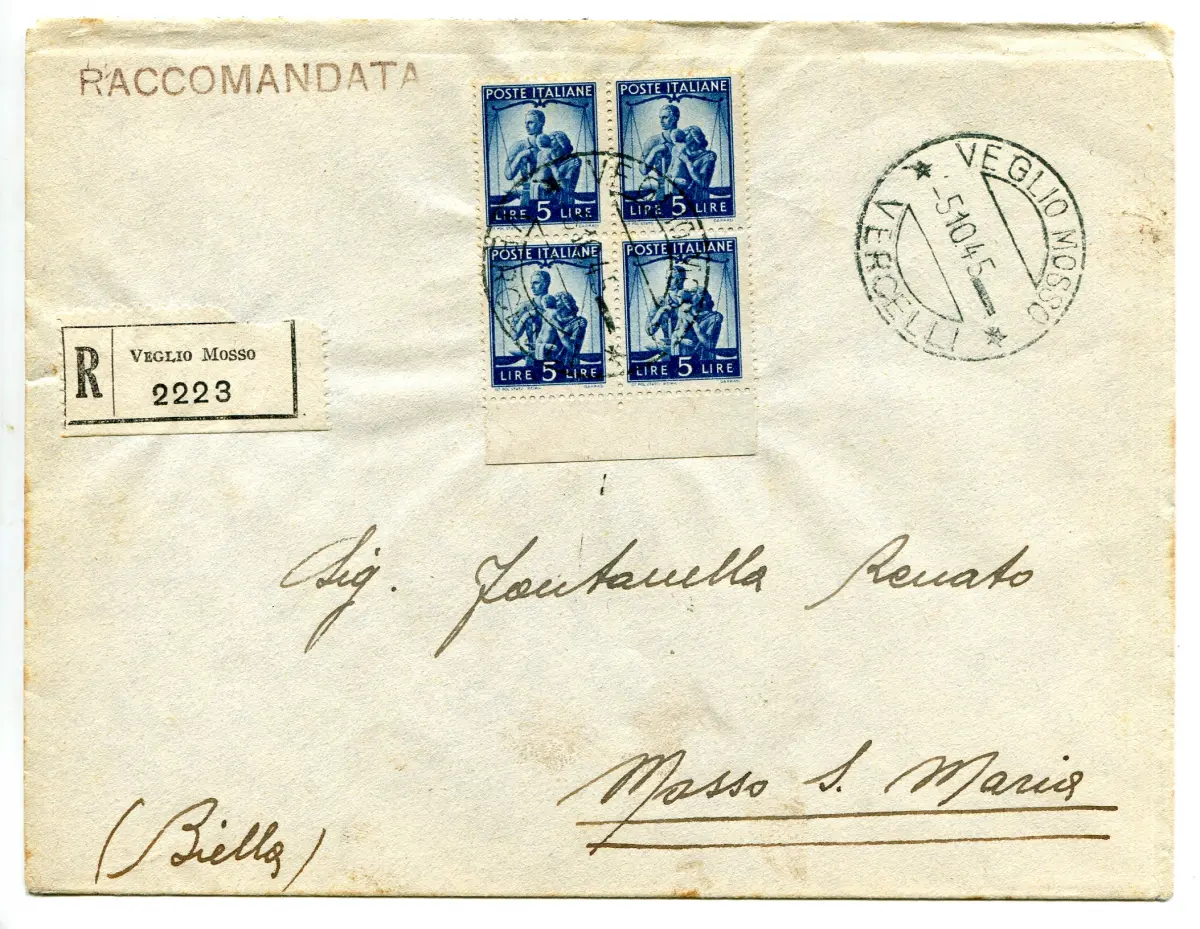 RACCOMANDATA
POSTE ITALIANE
LIRE 5 LIRE
POSTE ITALIANE
LIRE 5 LIRE
POSTE ITALIANE
LIRE 5 LIRE
POSTE ITALIANE
LIRE 5 LIRE
VEGLIO MOSSO
-5.10.45
VERCELLI
R
VEGLIO MOSSO
2223
Sig. Fontanella Renato
Mosso S. Maria
(Biella)